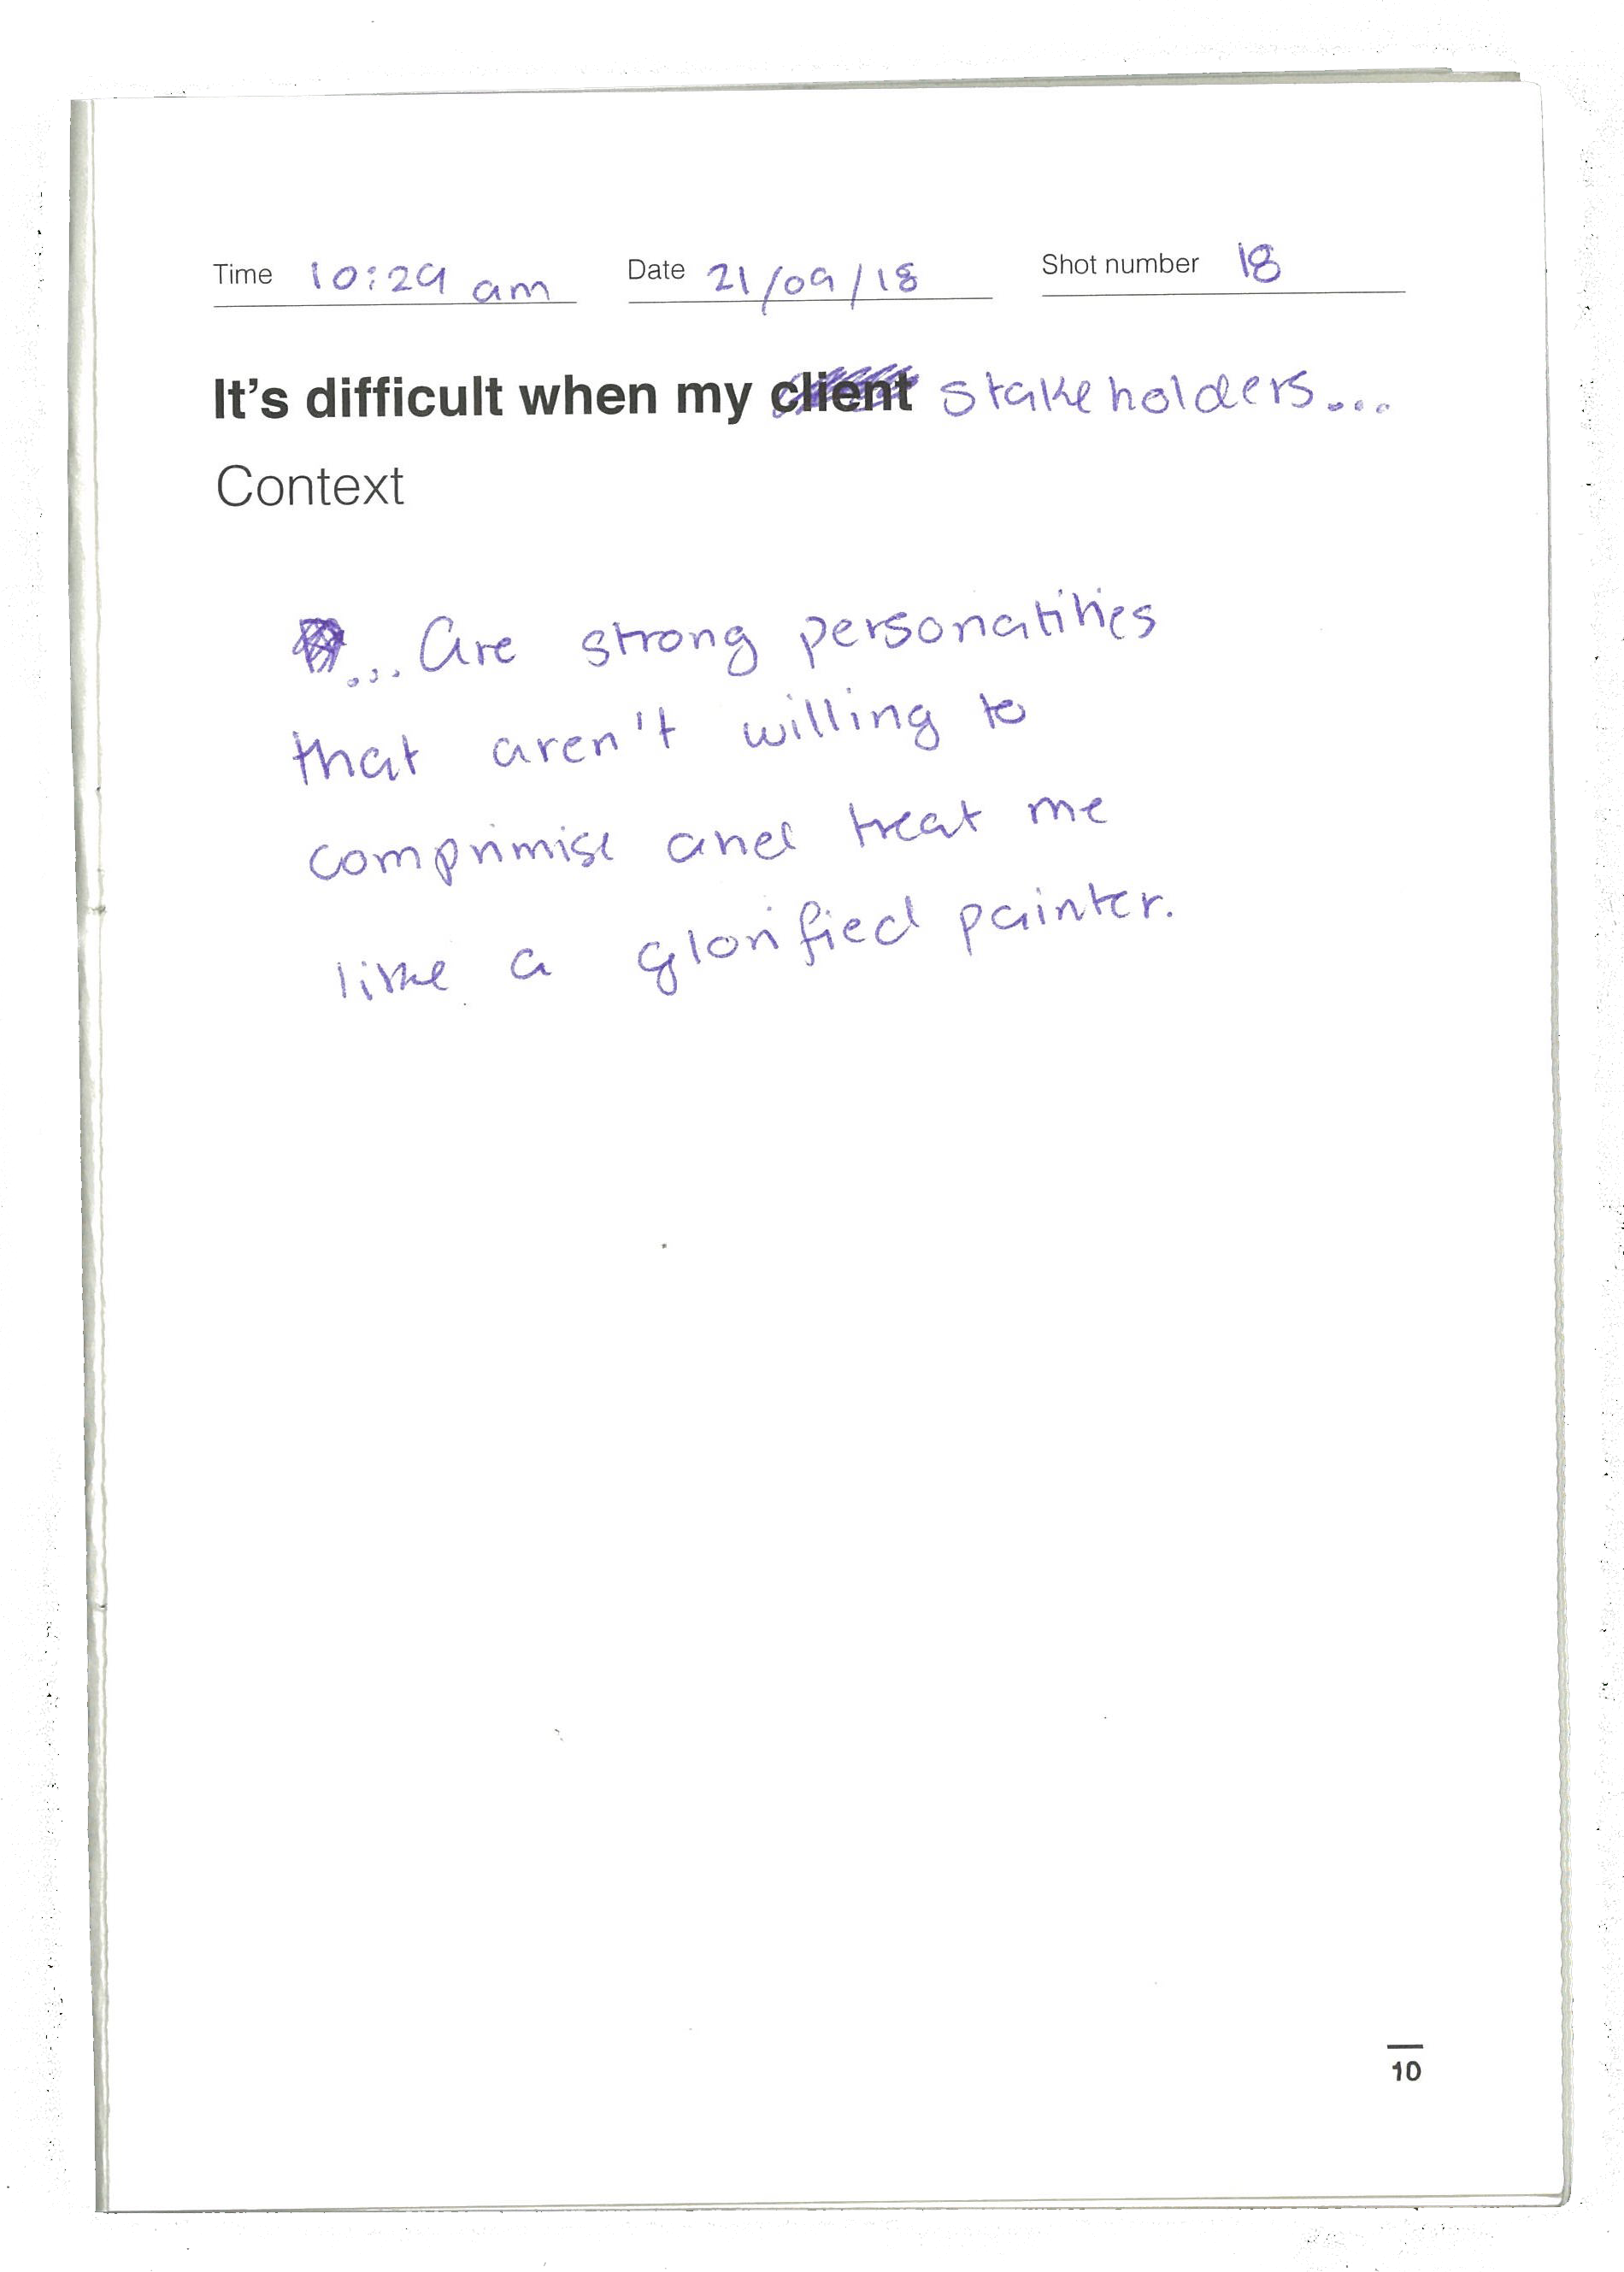 Time 10:29 am Date 21/09/18 Shot number 18
It's difficult when my client stakeholders...
Context
... Are strong personalities
that aren't willing to
comprimise and treat me
like a glorified painter.
10